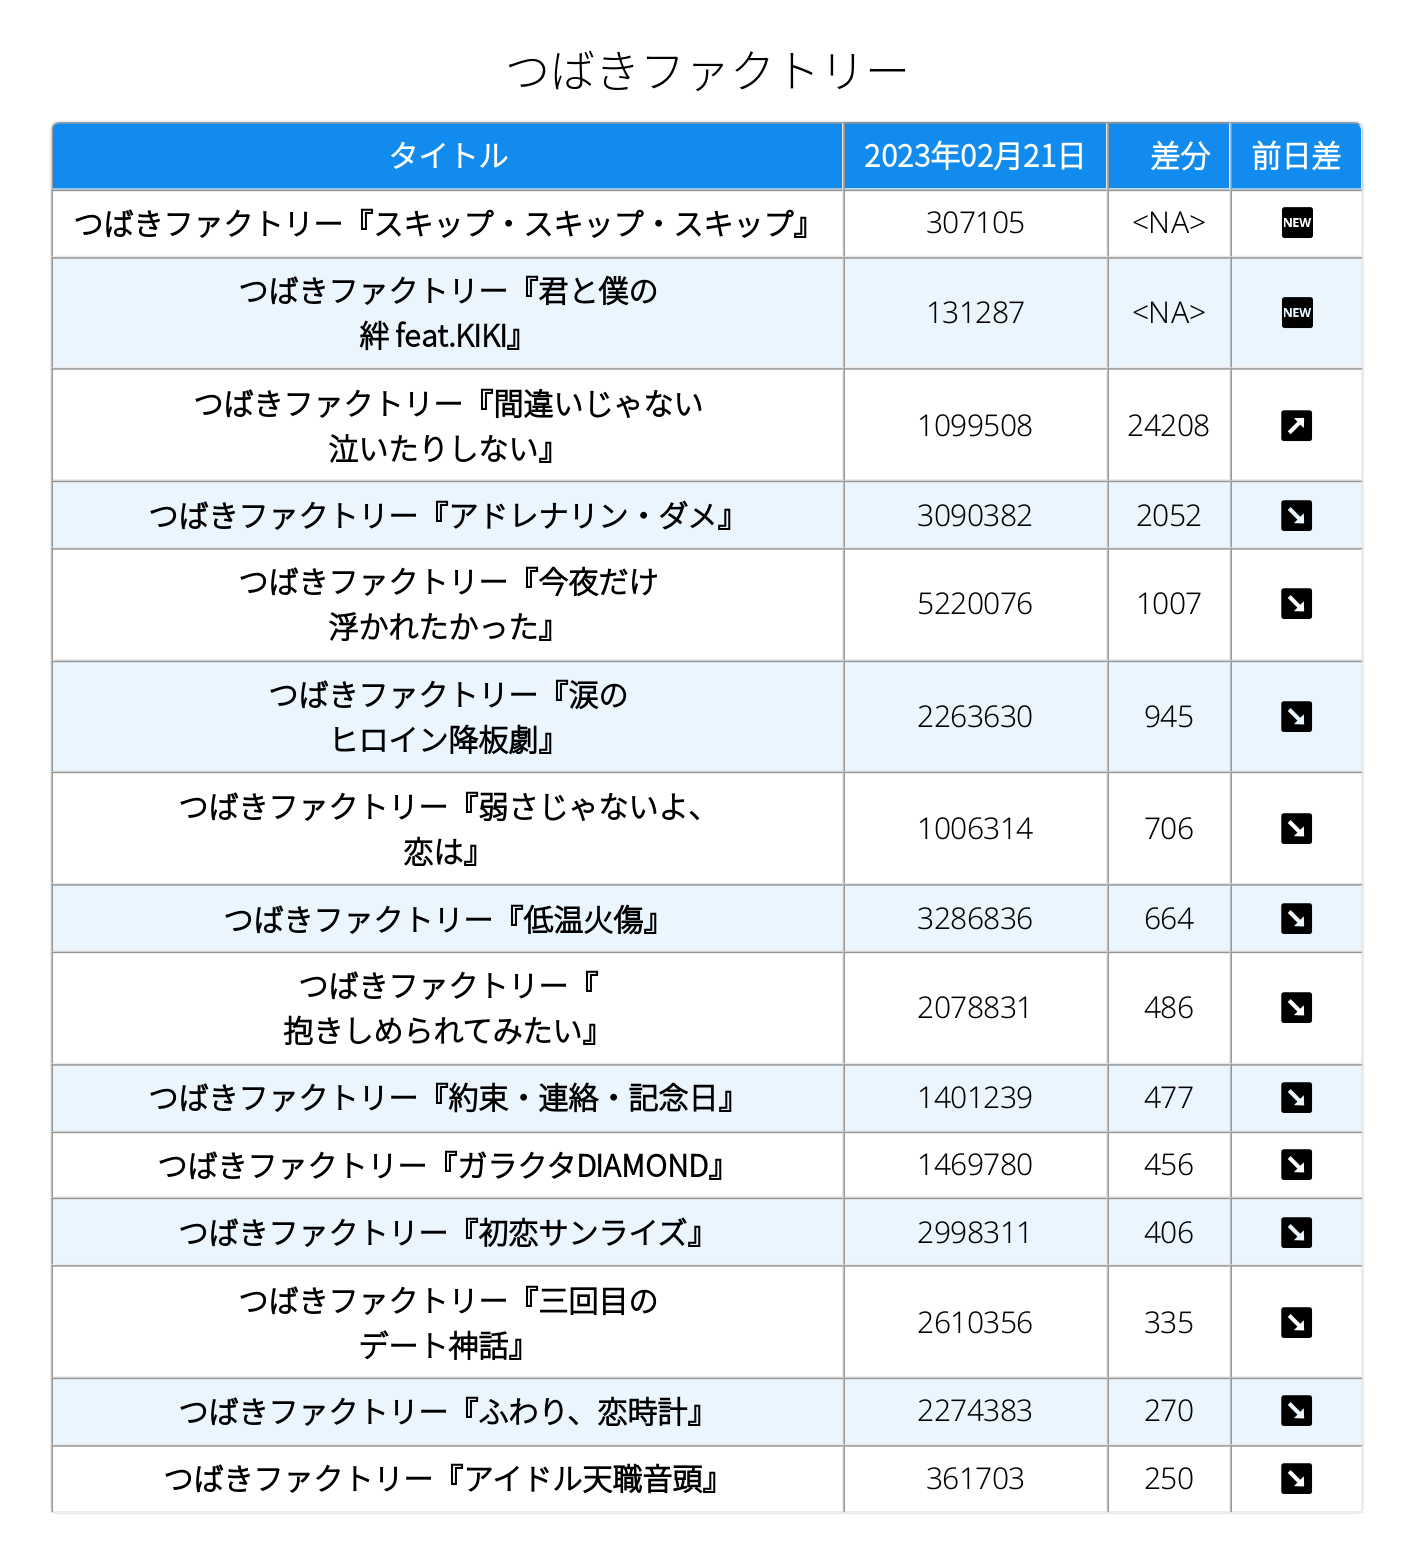 つばきファクトリー
タイトル 2023年02月21日 差分 前日差
つばきファクトリー『スキップ・スキップ・スキップ』 307105 <NA> NEW
つばきファクトリー『君と僕の
絆 feat.KIKI』 131287 <NA> NEW
つばきファクトリー『間違いじゃない
泣いたりしない』 1099508 24208
つばきファクトリー『アドレナリン・ダメ』 3090382 2052
つばきファクトリー『今夜だけ
浮かれたかった』 5220076 1007
つばきファクトリー『涙の
ヒロイン降板劇』 2263630 945
つばきファクトリー『弱さじゃないよ、
恋は』 1006314 706
つばきファクトリー『低温火傷』 3286836 664
つばきファクトリー『
抱きしめられてみたい』 2078831 486
つばきファクトリー『約束・連絡・記念日』 1401239 477
つばきファクトリー『ガラクタDIAMOND』 1469780 456
つばきファクトリー『初恋サンライズ』 2998311 406
つばきファクトリー『三回目の
デート神話』 2610356 335
つばきファクトリー『ふわり、恋時計』 2274383 270
つばきファクトリー『アイドル天職音頭』 361703 250